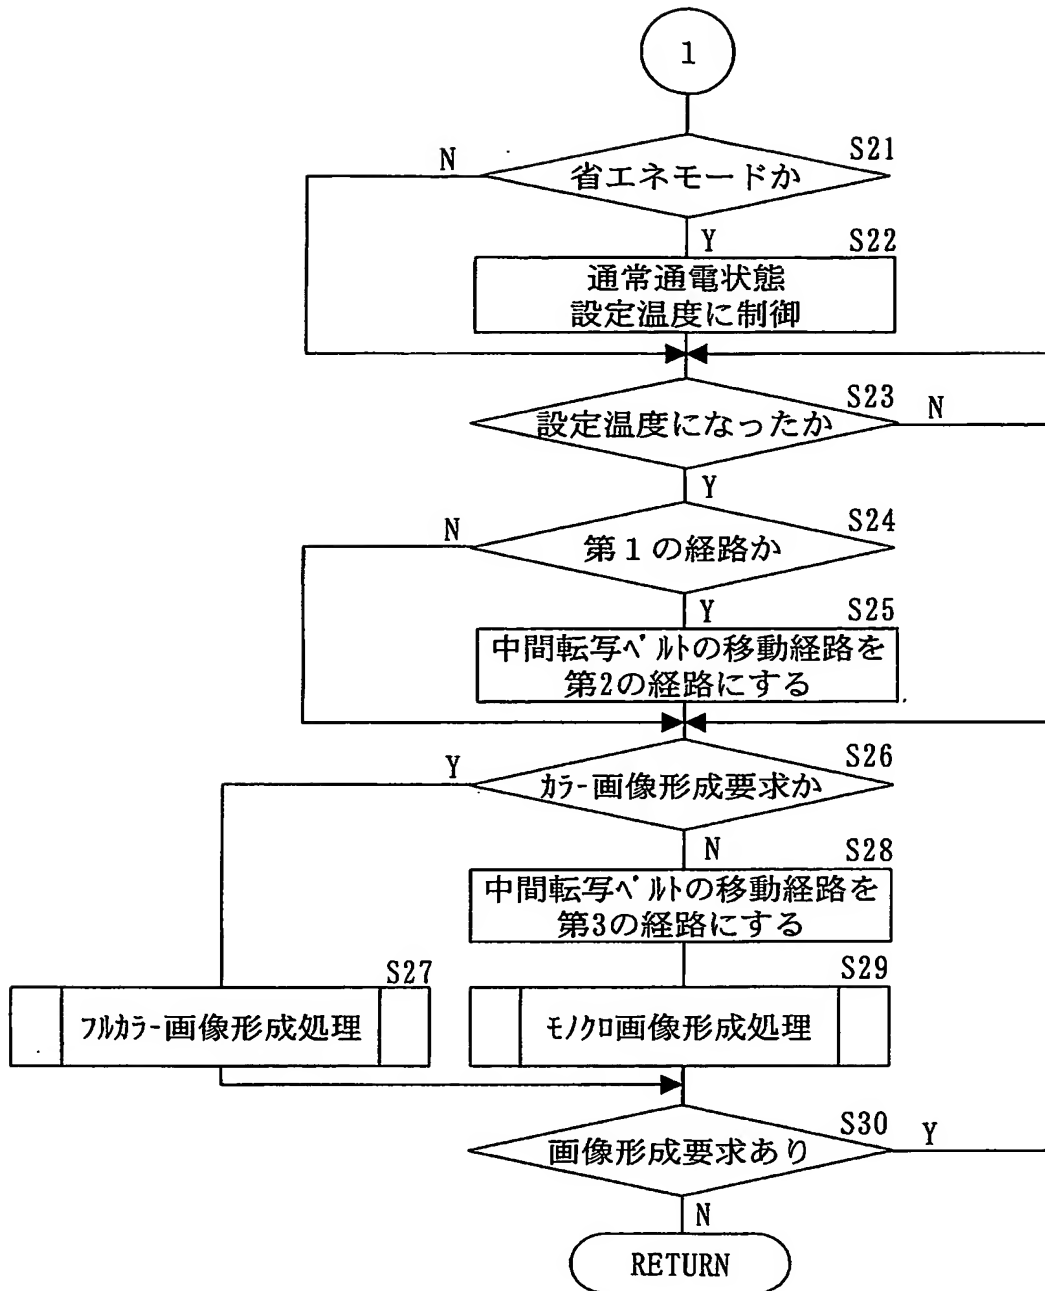 1
S21
N
省エネモードか
Y
S22
通常通電状態
設定温度に制御
S23
設定温度になったか
N
Y
S24
N
第１の経路か
Y
S25
中間転写ﾍﾞﾙﾄの移動経路を
第2の経路にする
S26
Y
ｶﾗｰ画像形成要求か
N
S28
中間転写ﾍﾞﾙﾄの移動経路を
第3の経路にする
S27
S29
ﾌﾙｶﾗｰ画像形成処理
ﾓﾉｸﾛ画像形成処理
S30
画像形成要求あり
Y
N
RETURN